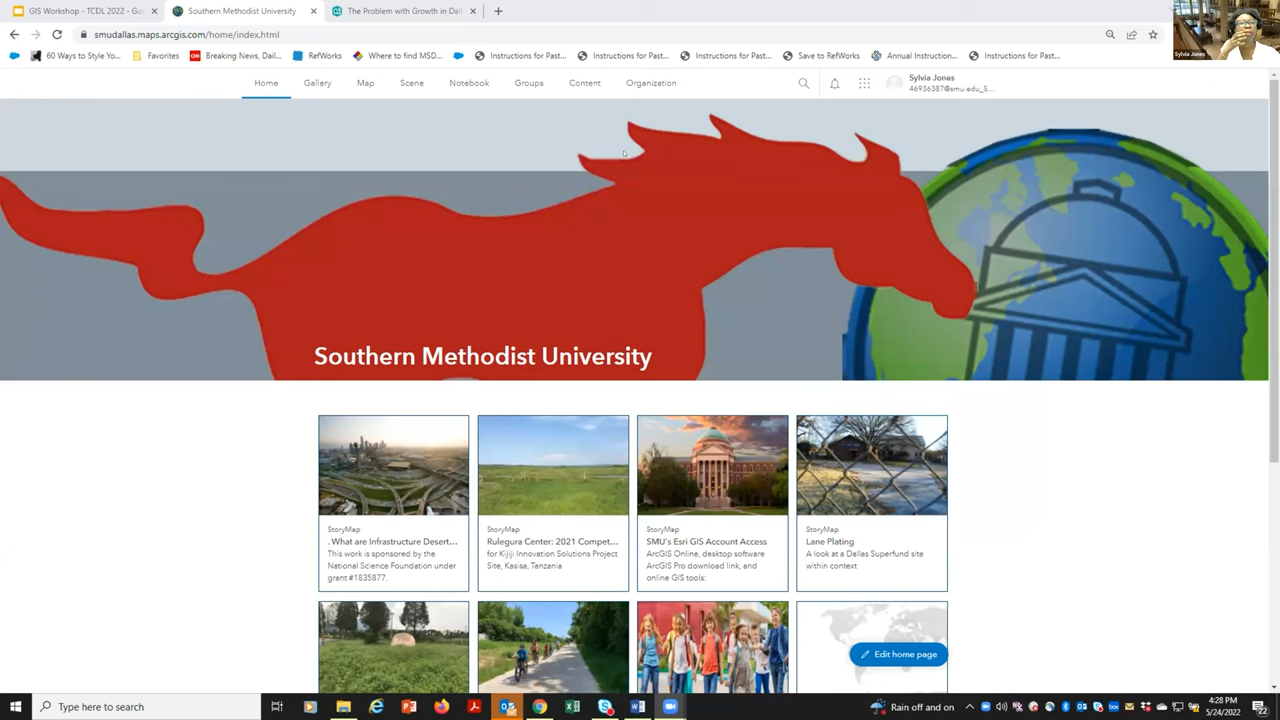 GIS Workshop - TCDL 2022 - Go
Southern Methodist University
The Problem with Growth in Dal
smudallas.maps.arcgis.com/home/index.html
60 Ways to Style Yo...
Favorites
Breaking News, Dail...
RefWorks
Where to find MSD...
Instructions for Past...
Instructions for Past...
Instructions for Past...
Save to RefWorks
Annual Instruction...
Instructions for Past...
Sylvia Jones
Home
Gallery
Map
Scene
Notebook
Groups
Content
Organization
Sylvia Jones
46936387@smu.edu_S...
Southern Methodist University
StoryMap
. What are Infrastructure Desert...
This work is sponsored by the
National Science Foundation under
grant #1835877.
StoryMap
Rulegura Center: 2021 Compet...
for Kijiji Innovation Solutions Project
Site, Kasisa, Tanzania
StoryMap
SMU's Esri GIS Account Access
ArcGIS Online, desktop software
ArcGIS Pro download link, and
online GIS tools:
StoryMap
Lane Plating
A look at a Dallas Superfund site
within context
Edit home page
Type here to search
Rain off and on
4:28 PM
5/24/2022
22